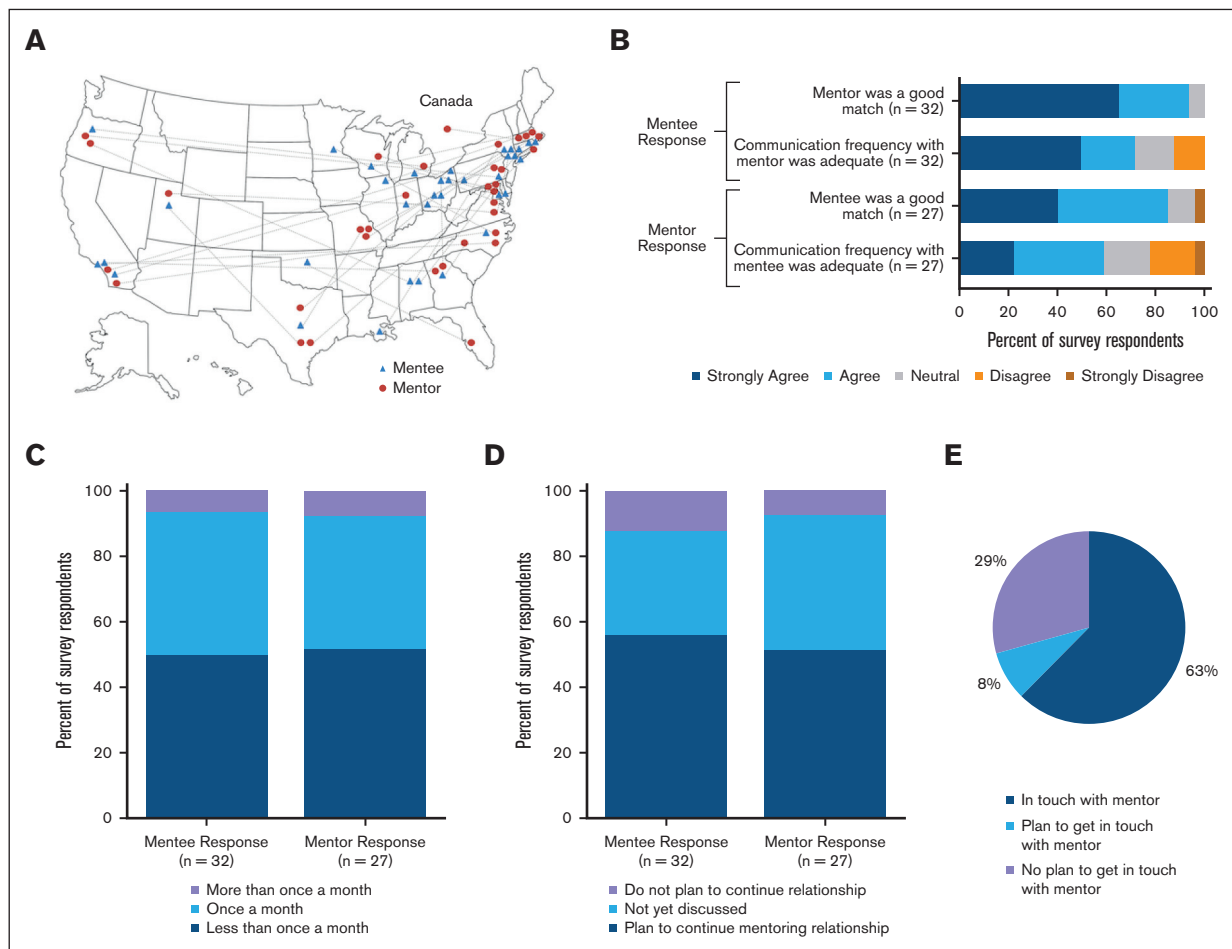 A
Canada
Mentee
Mentor
B
Mentee
Response
Mentor was a good
match (n = 32)
Communication frequency with
mentor was adequate (n = 32)
Mentor
Response
Mentee was a good
match (n = 27)
Communication frequency with
mentee was adequate (n = 27)
0 20 40 60 80 100
Percent of survey respondents
Strongly Agree Agree Neutral Disagree Strongly Disagree
C
Percent of survey respondents
100
80
60
40
20
0
Mentee Response
(n = 32)
Mentor Response
(n = 27)
More than once a month
Once a month
Less than once a month
D
Percent of survey respondents
100
80
60
40
20
0
Mentee Response
(n = 32)
Mentor Response
(n = 27)
Do not plan to continue relationship
Not yet discussed
Plan to continue mentoring relationship
E
29%
8%
63%
In touch with mentor
Plan to get in touch
with mentor
No plan to get in touch
with mentor